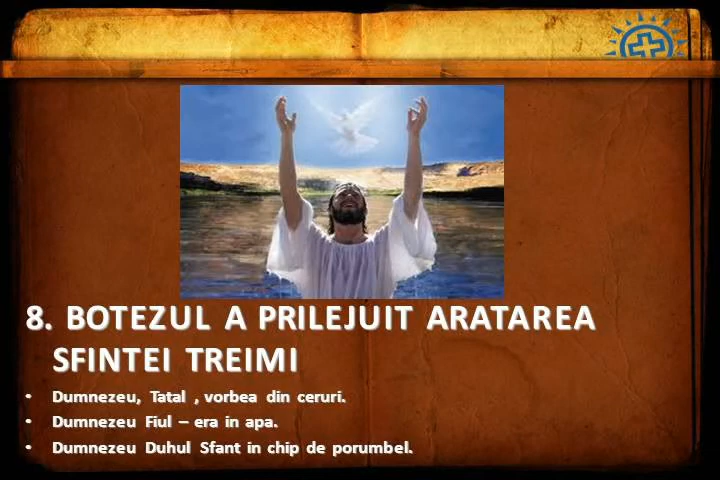 8. BOTEZUL A PRILEJUIT ARATAREA
SFINTEI TREIMI
• Dumnezeu, Tatal , vorbea din ceruri.
• Dumnezeu Fiul – era in apa.
• Dumnezeu Duhul Sfant in chip de porumbel.